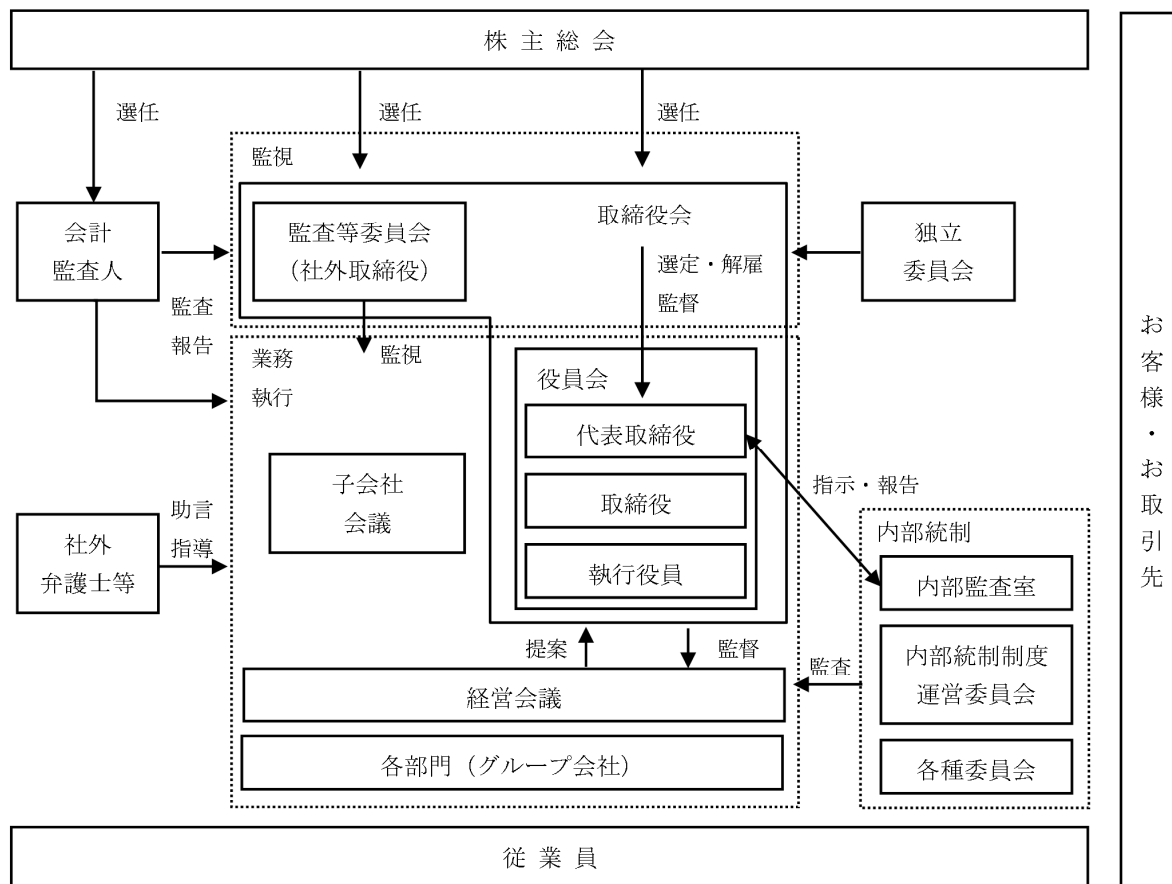 株主総会
選任
選任
選任
監視
会計
監査人
監査等委員会
（社外取締役）
取締役会
選定・解雇
監督
独立
委員会
監査
報告
監視
業務
執行
役員会
代表取締役
取締役
執行役員
子会社
会議
指示・報告
助言
指導
社外
弁護士等
内部統制
内部監査室
内部統制制度
運営委員会
各種委員会
提案
監督
監査
経営会議
各部門（グループ会社）
従業員
お客様・お取引先